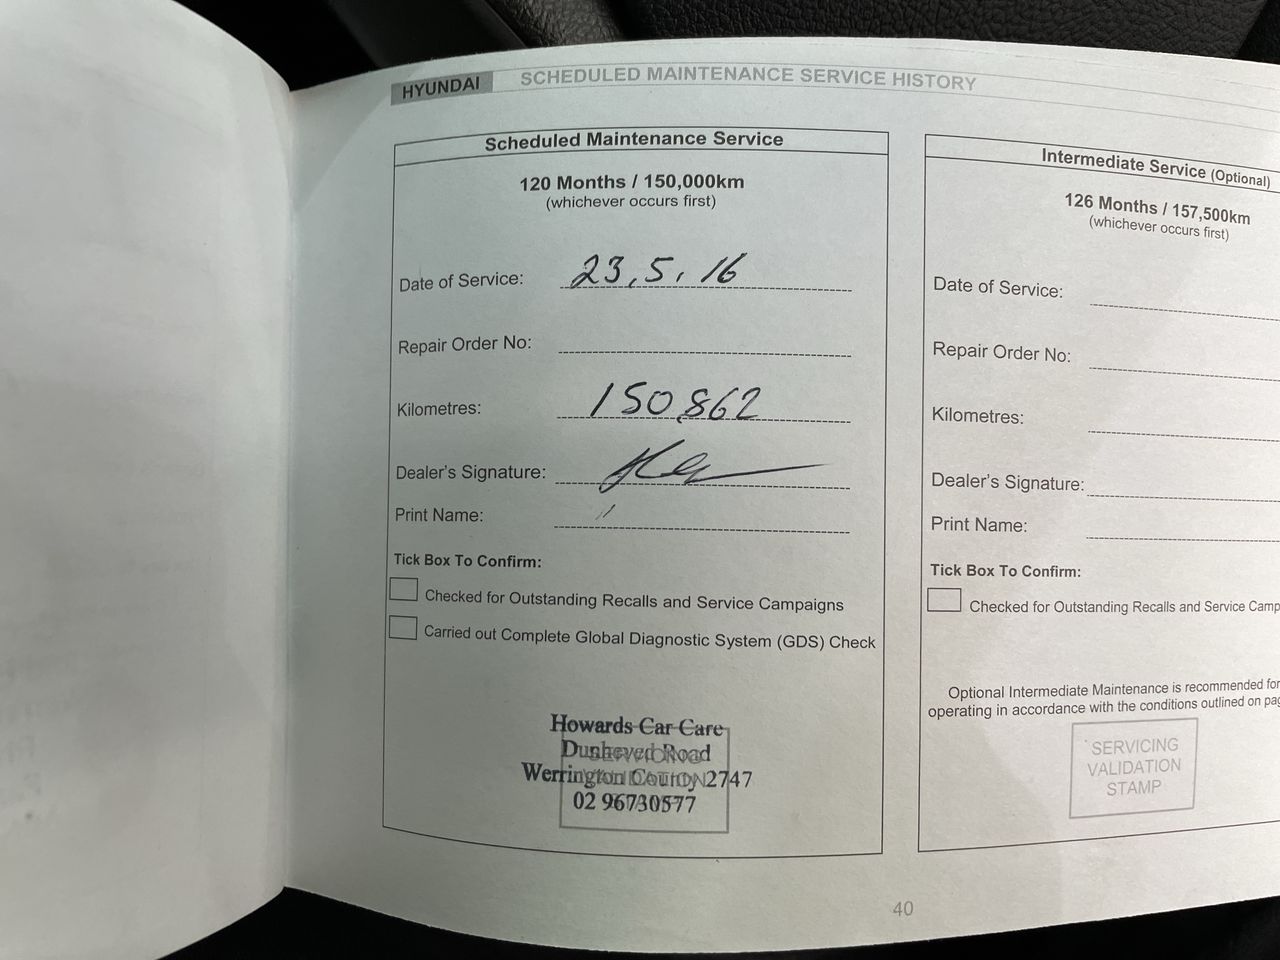 HYUNDAI SCHEDULED MAINTENANCE SERVICE HISTORY
Scheduled Maintenance Service
120 Months / 150,000km
(whichever occurs first)
Date of Service: 23.5.16
Repair Order No:
Kilometres: 150,862
Dealer's Signature:
Print Name: "
Tick Box To Confirm:
Checked for Outstanding Recalls and Service Campaigns
Carried out Complete Global Diagnostic System (GDS) Check
Howards Car Care
Dunheved Road
Werrington County 2747
02 96730577
Intermediate Service (Optional)
126 Months / 157,500km
(whichever occurs first)
Date of Service:
Repair Order No:
Kilometres:
Dealer's Signature:
Print Name:
Tick Box To Confirm:
Checked for Outstanding Recalls and Service Camp
Optional Intermediate Maintenance is recommended for
operating in accordance with the conditions outlined on pag
SERVICING
VALIDATION
STAMP
40